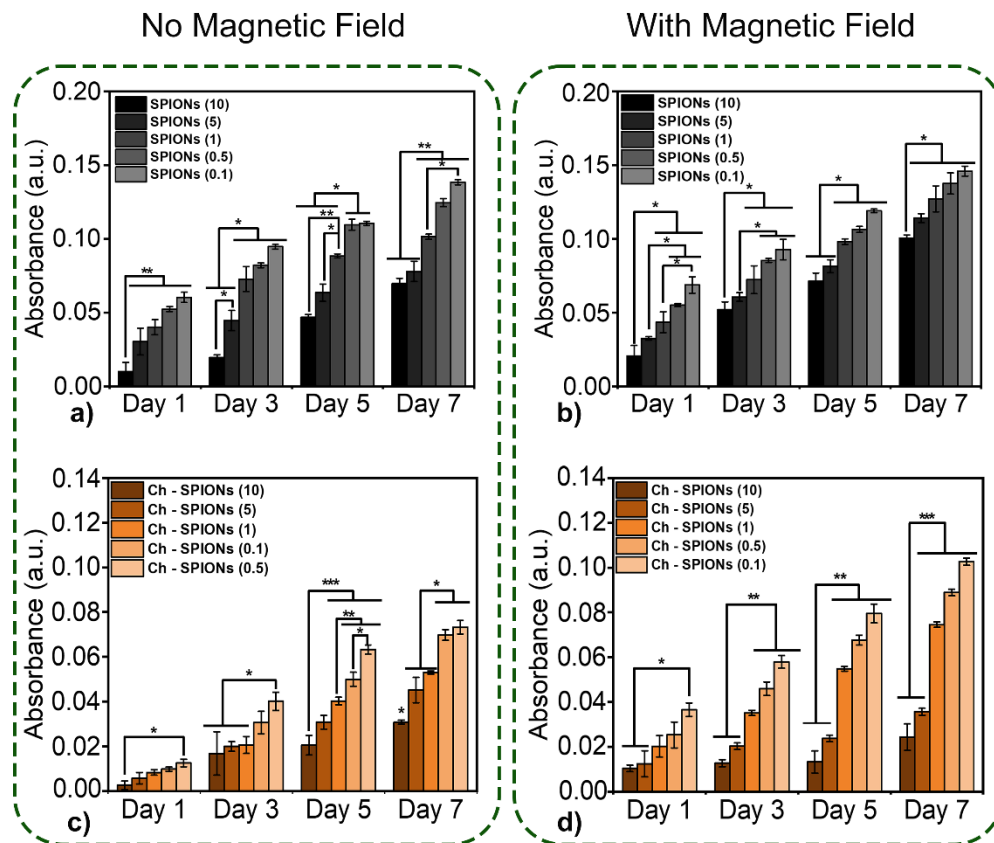 No Magnetic Field
With Magnetic Field
Absorbance (a.u.)
0.20
0.15
0.10
0.05
0.00
SPIONs (10)
SPIONs (5)
SPIONs (1)
SPIONs (0.5)
SPIONs (0.1)
**
*
*
**
*
*
**
*
Day 1
Day 3
Day 5
Day 7
a)
Absorbance (a.u.)
0.20
0.15
0.10
0.05
0.00
SPIONs (10)
SPIONs (5)
SPIONs (1)
SPIONs (0.5)
SPIONs (0.1)
*
*
*
*
*
*
*
Day 1
Day 3
Day 5
Day 7
b)
Absorbance (a.u.)
0.14
0.12
0.10
0.08
0.06
0.04
0.02
0.00
Ch - SPIONs (10)
Ch - SPIONs (5)
Ch - SPIONs (1)
Ch - SPIONs (0.1)
Ch - SPIONs (0.5)
*
*
***
**
*
*
*
Day 1
Day 3
Day 5
Day 7
c)
Absorbance (a.u.)
0.14
0.12
0.10
0.08
0.06
0.04
0.02
0.00
Ch - SPIONs (10)
Ch - SPIONs (5)
Ch - SPIONs (1)
Ch - SPIONs (0.5)
Ch - SPIONs (0.1)
*
**
**
***
Day 1
Day 3
Day 5
Day 7
d)